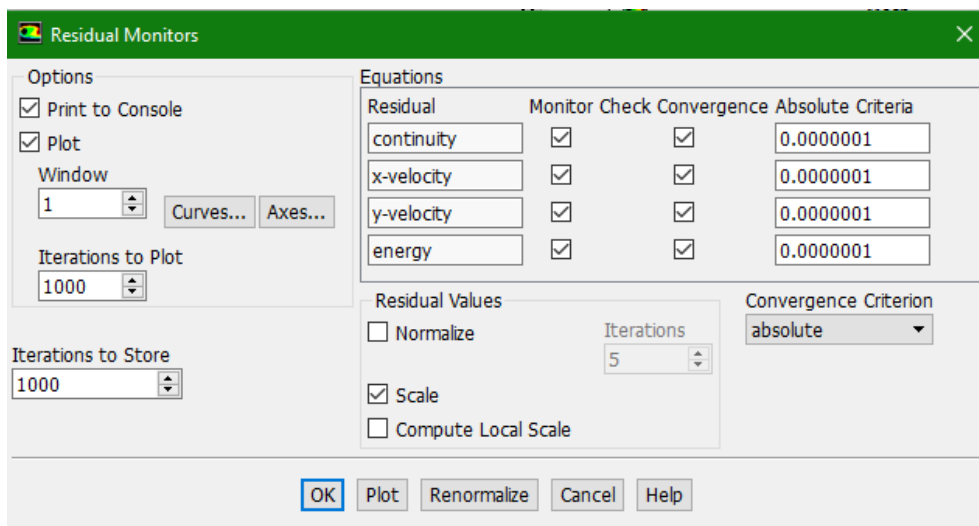 Residual Monitors
Options
Print to Console
Plot
Window
1
Curves...
Axes...
Iterations to Plot
1000
Iterations to Store
1000
Equations
Residual Monitor Check Convergence Absolute Criteria
continuity 0.0000001
x-velocity 0.0000001
y-velocity 0.0000001
energy 0.0000001
Residual Values
Normalize
Iterations
5
Scale
Compute Local Scale
Convergence Criterion
absolute
OK Plot Renormalize Cancel Help